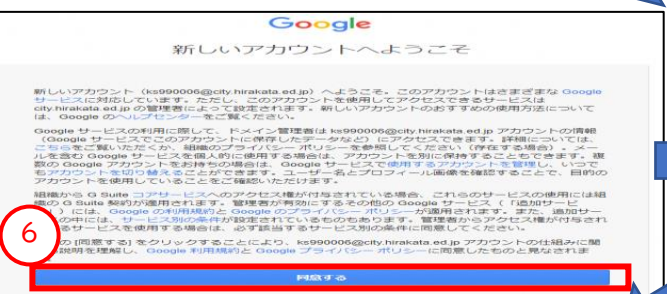 Google
新しいアカウントへようこそ
新しいアカウント（ks990006@city.hirakata.ed.jp）へようこそ。このアカウントはさまざまな Google
サービスに対応しています。ただし、このアカウントを使用してアクセスできるサービスは
city.hirakata.ed.jp の管理者によって設定されます。新しいアカウントのおすすめの使用方法について
は、Google のヘルプセンターをご覧ください。
Google サービスの利用に際して、ドメイン管理者は ks990006@city.hirakata.ed.jp アカウントの情報
（Google サービスでこのアカウントに保存したデータなど）にアクセスできます。詳細については、
こちらをご覧いただくか、組織のプライバシー ポリシーを参照してください（存在する場合）。メー
ルを含む Google サービスを個人的に使用する場合は、アカウントを別に保持することもできます。複
数の Google アカウントをお持ちの場合は、Google サービスで使用するアカウントを管理し、いつで
もアカウントを切り替えることができます。ユーザー名とプロフィール画像を確認することで、目的の
アカウントを使用していることをご確認いただけます。
組織から G Suite コアサービスへのアクセス権が付与されている場合、これらのサービスの使用には組
織の G Suite 契約が適用されます。管理者が有効にするその他の Google サービス（「追加サービ
」）には、Google の利用規約と Google のプライバシー ポリシーが適用されます。また、追加サー
の中には、サービス別の条件が設定されているものもあります。管理者からアクセス権が付与され
るサービスを使用する場合は、必ず該当するサービス別の条件に同意してください。
の [同意する] をクリックすることにより、ks990006@city.hirakata.ed.jp アカウントの仕組みに関
説明を理解し、Google 利用規約と Google プライバシー ポリシーに同意したものと見なされま
6
同意する